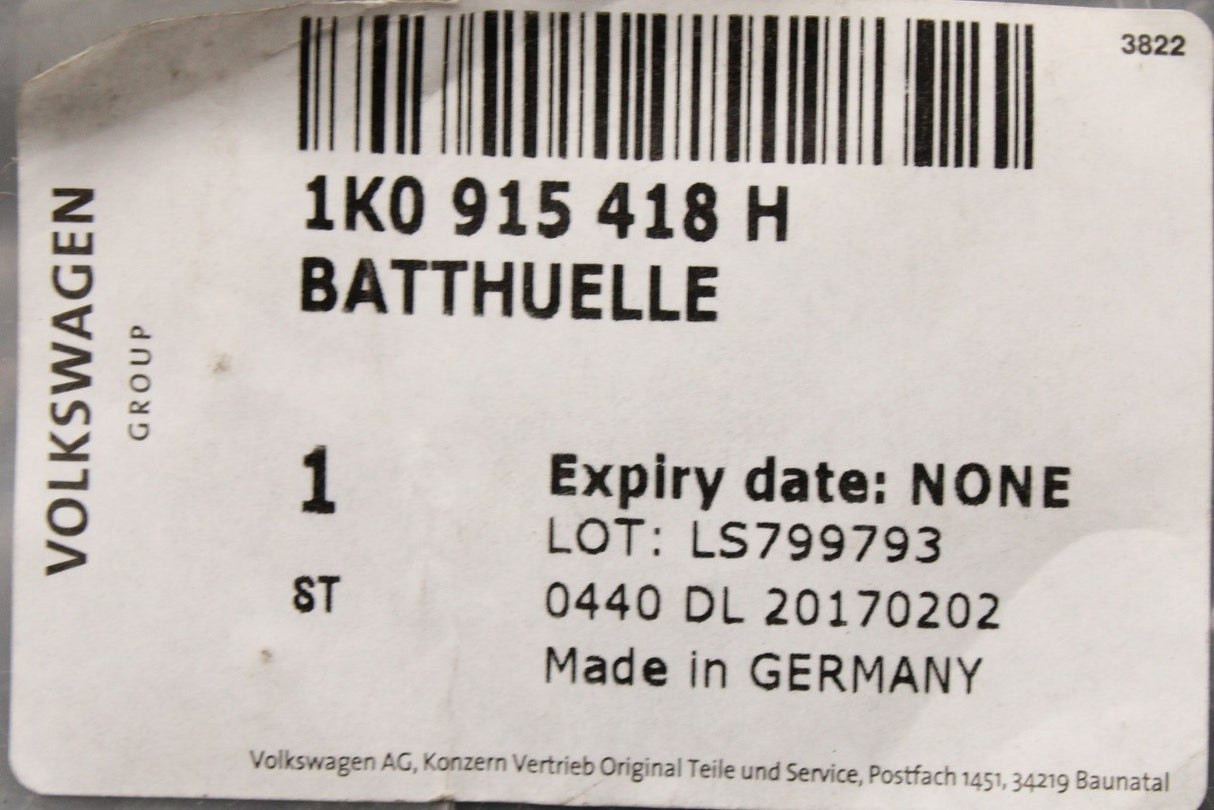 3822
VOLKSWAGEN
GROUP
1K0 915 418 H
BATTHUELLE
1
ST
Expiry date: NONE
LOT: LS799793
0440 DL 20170202
Made in GERMANY
Volkswagen AG, Konzern Vertrieb Original Teile und Service, Postfach 1451, 34219 Baunatal